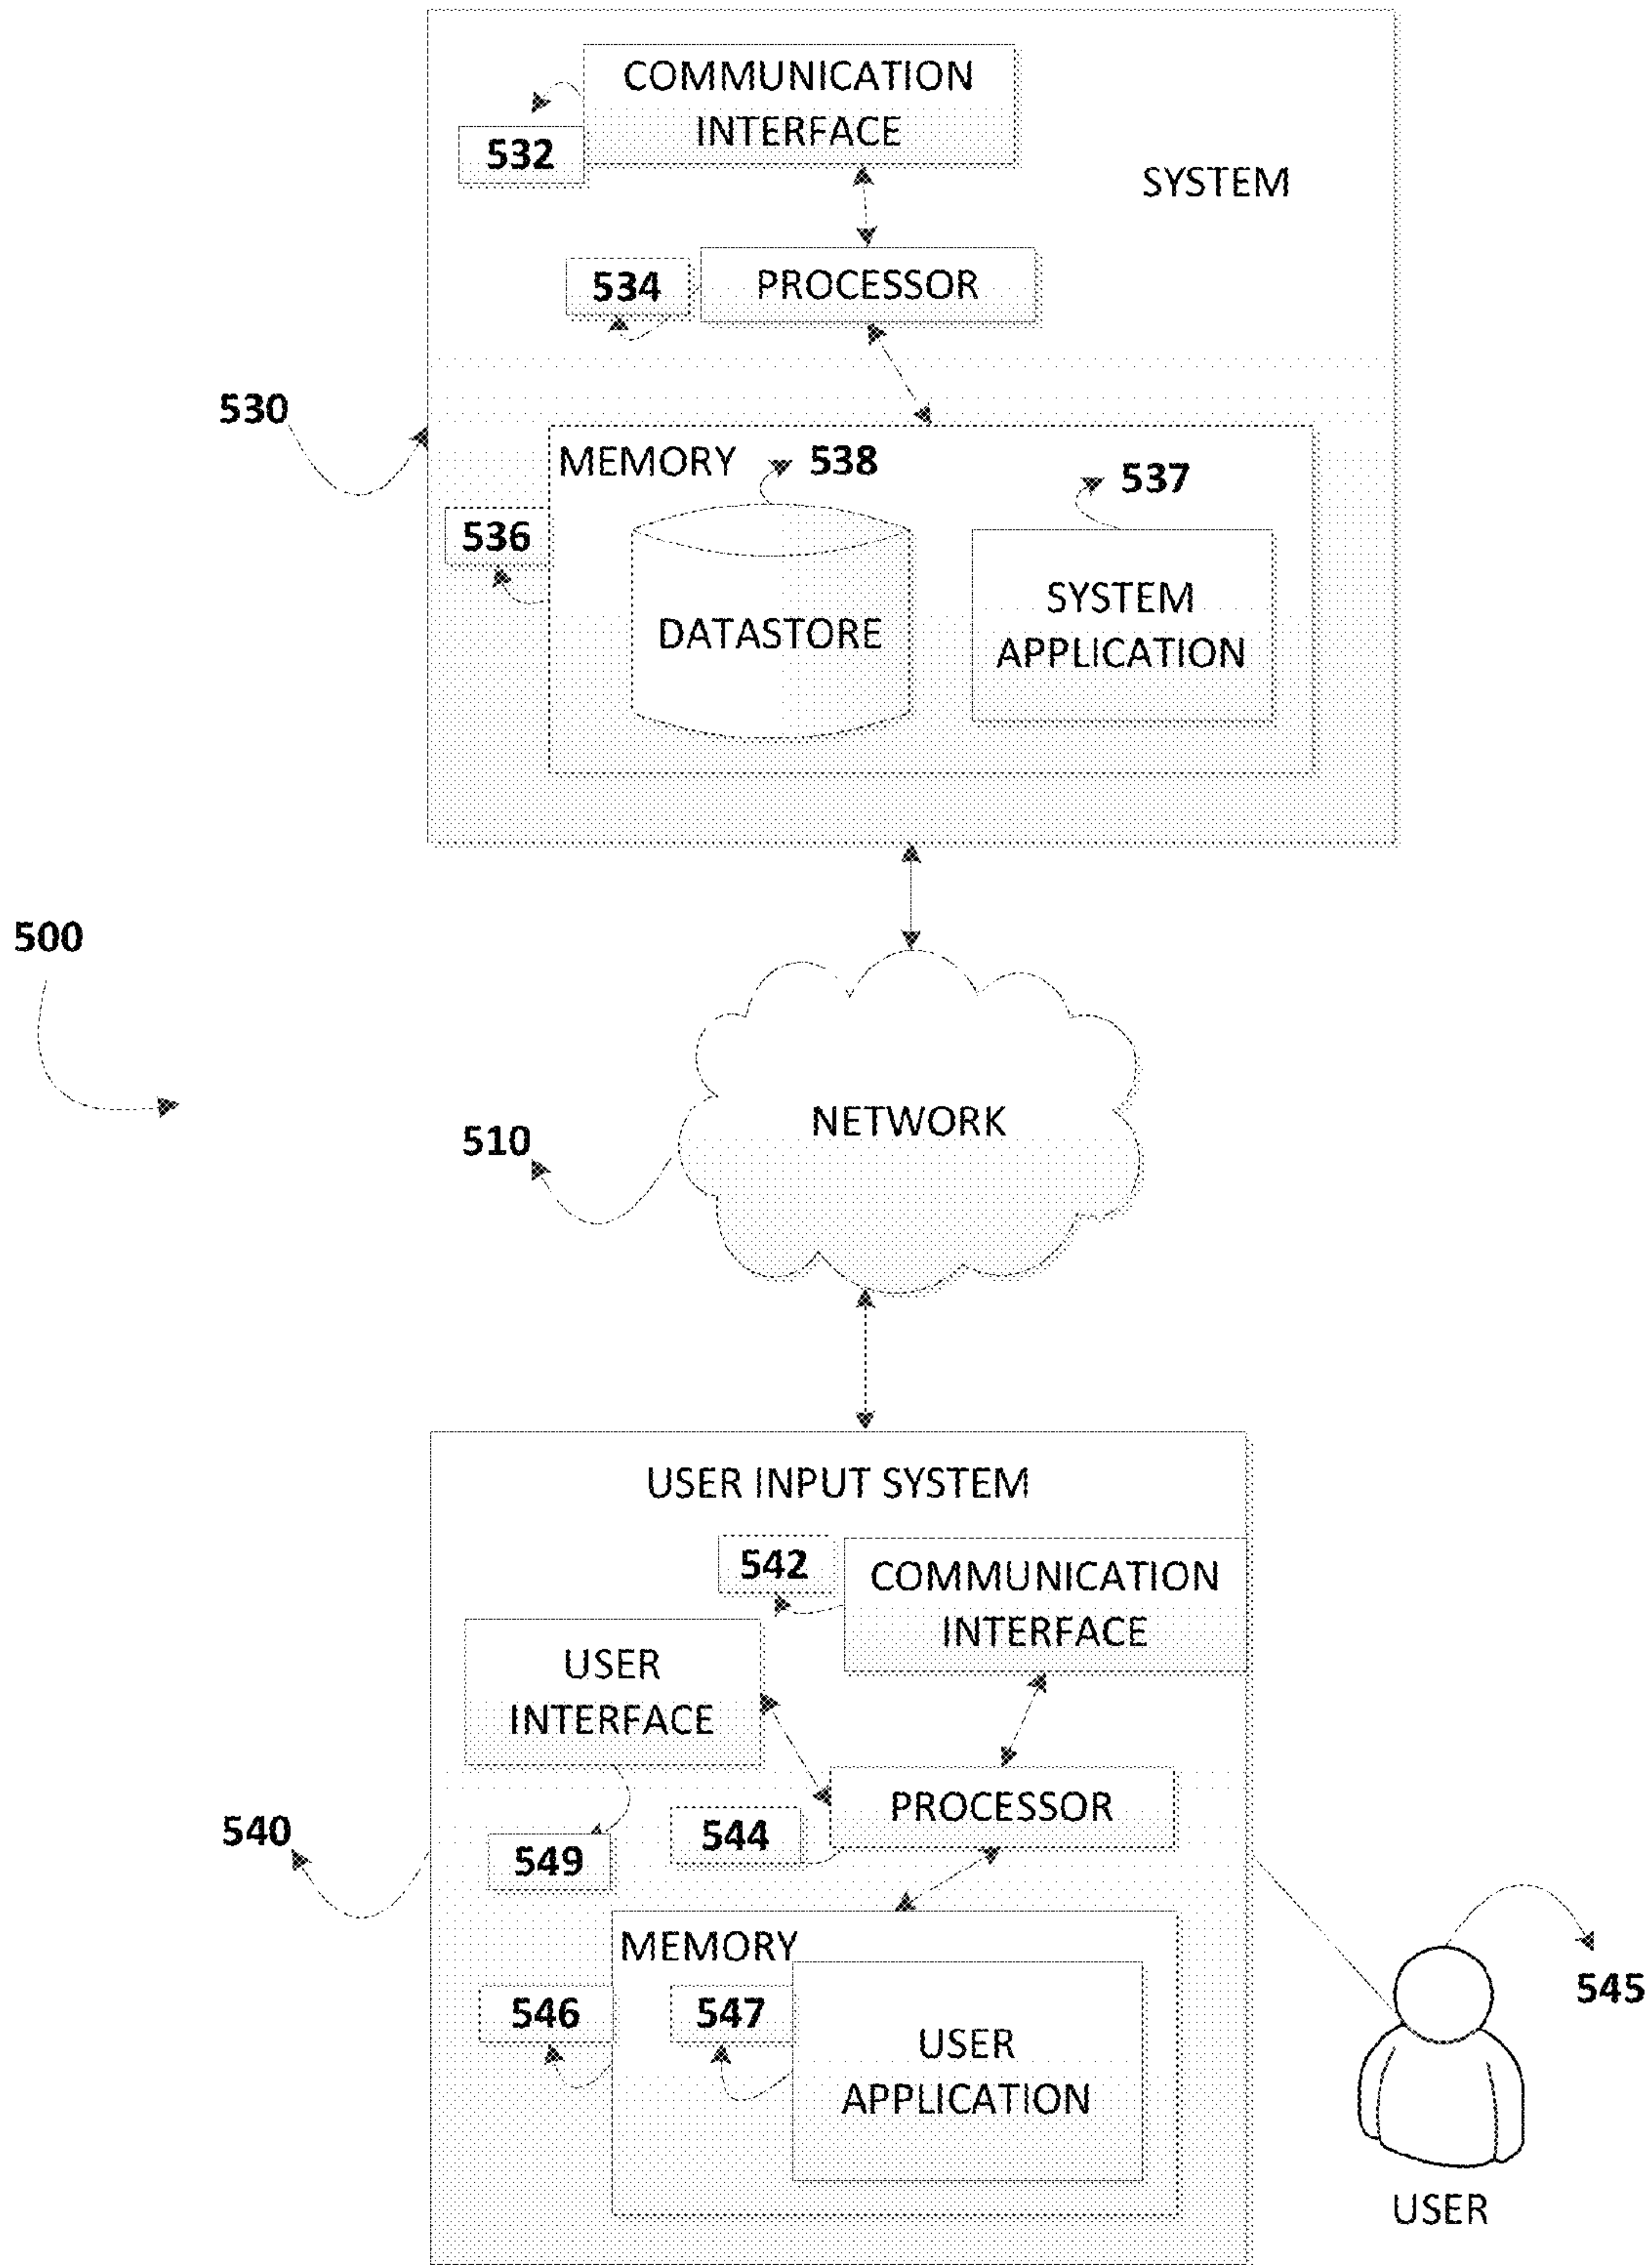 COMMUNICATION
INTERFACE
532
SYSTEM
534
PROCESSOR
530
MEMORY
538
537
536
DATASTORE
SYSTEM
APPLICATION
500
NETWORK
510
USER INPUT SYSTEM
542
COMMUNICATION
INTERFACE
USER
INTERFACE
PROCESSOR
540
544
549
MEMORY
545
546
547
USER
APPLICATION
USER